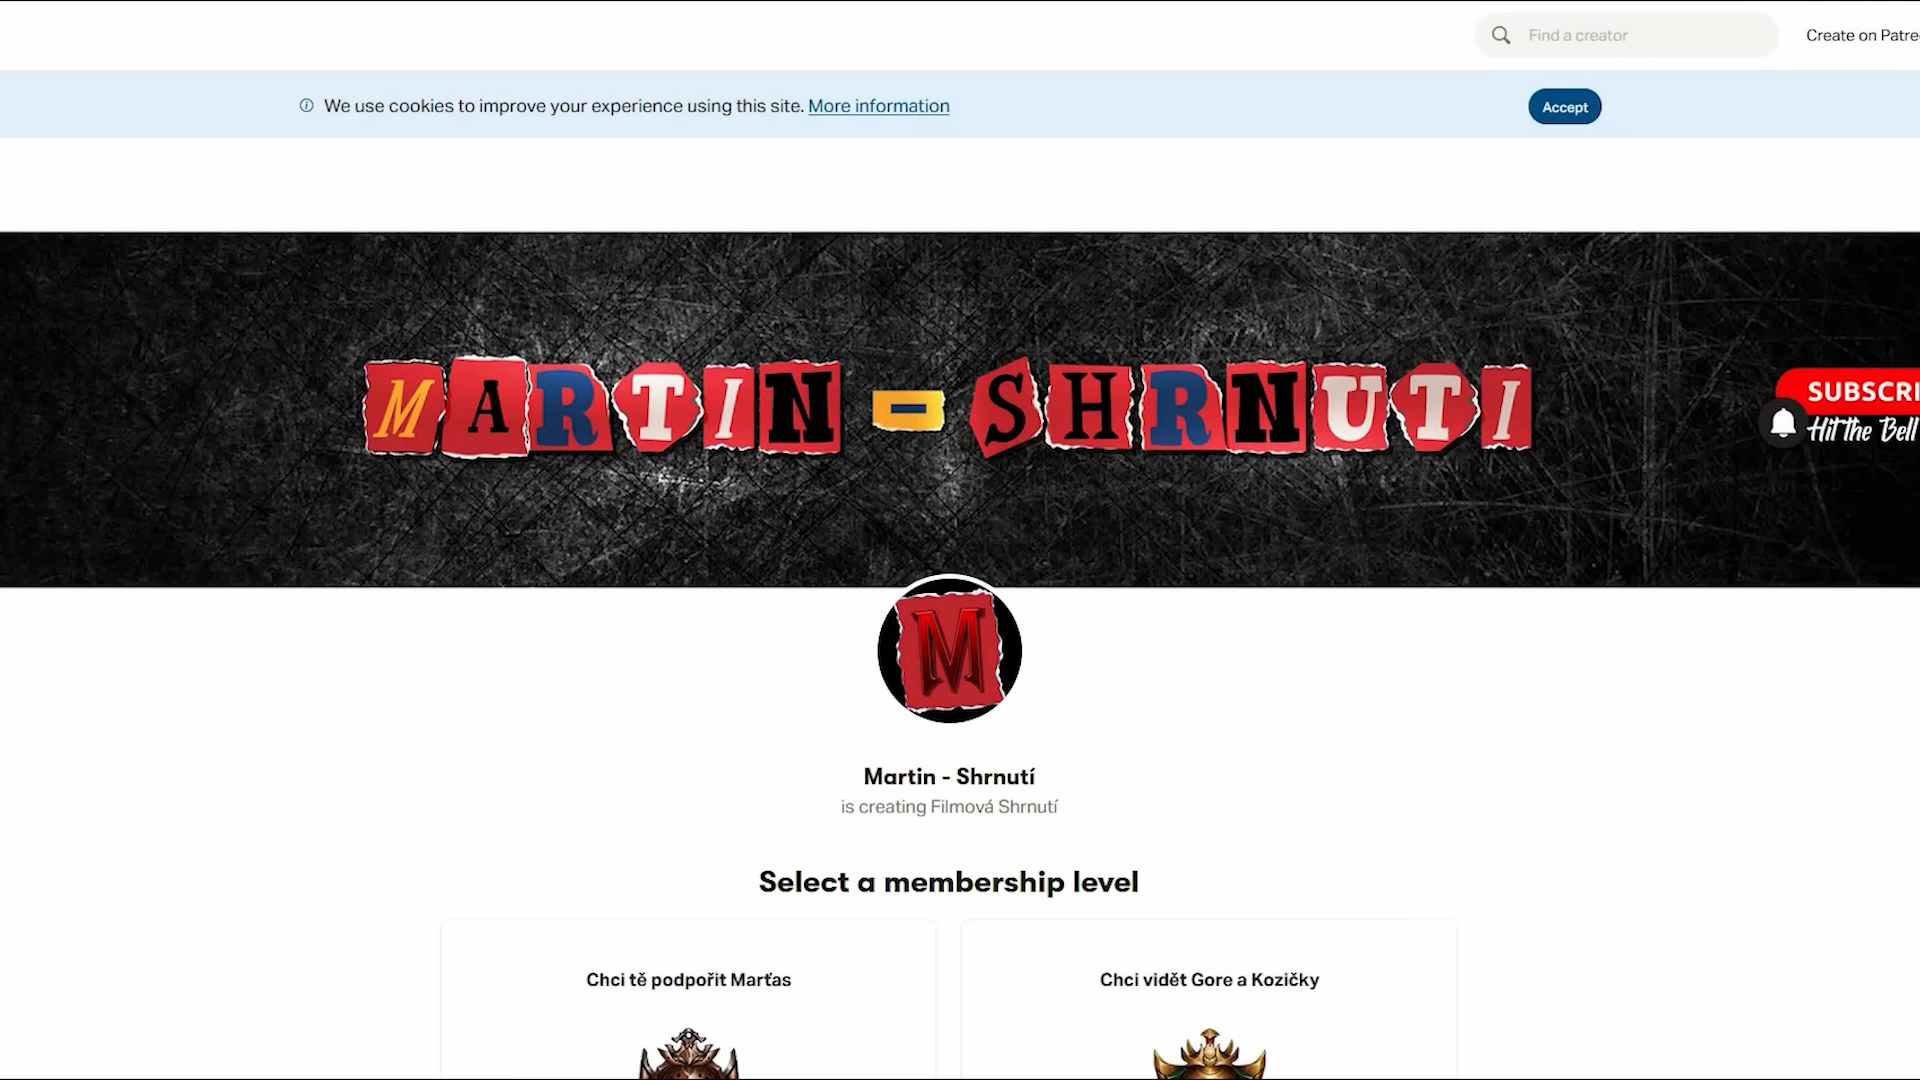 Find a creator
Create on Patre
We use cookies to improve your experience using this site. More information
Accept
MARTIN - SHRNUTI
SUBSCRI
Hit the Bell
M
Martin - Shrnutí
is creating Filmová Shrnutí
Select a membership level
Chci tě podpořit Marťas
Chci vidět Gore a Kozičky